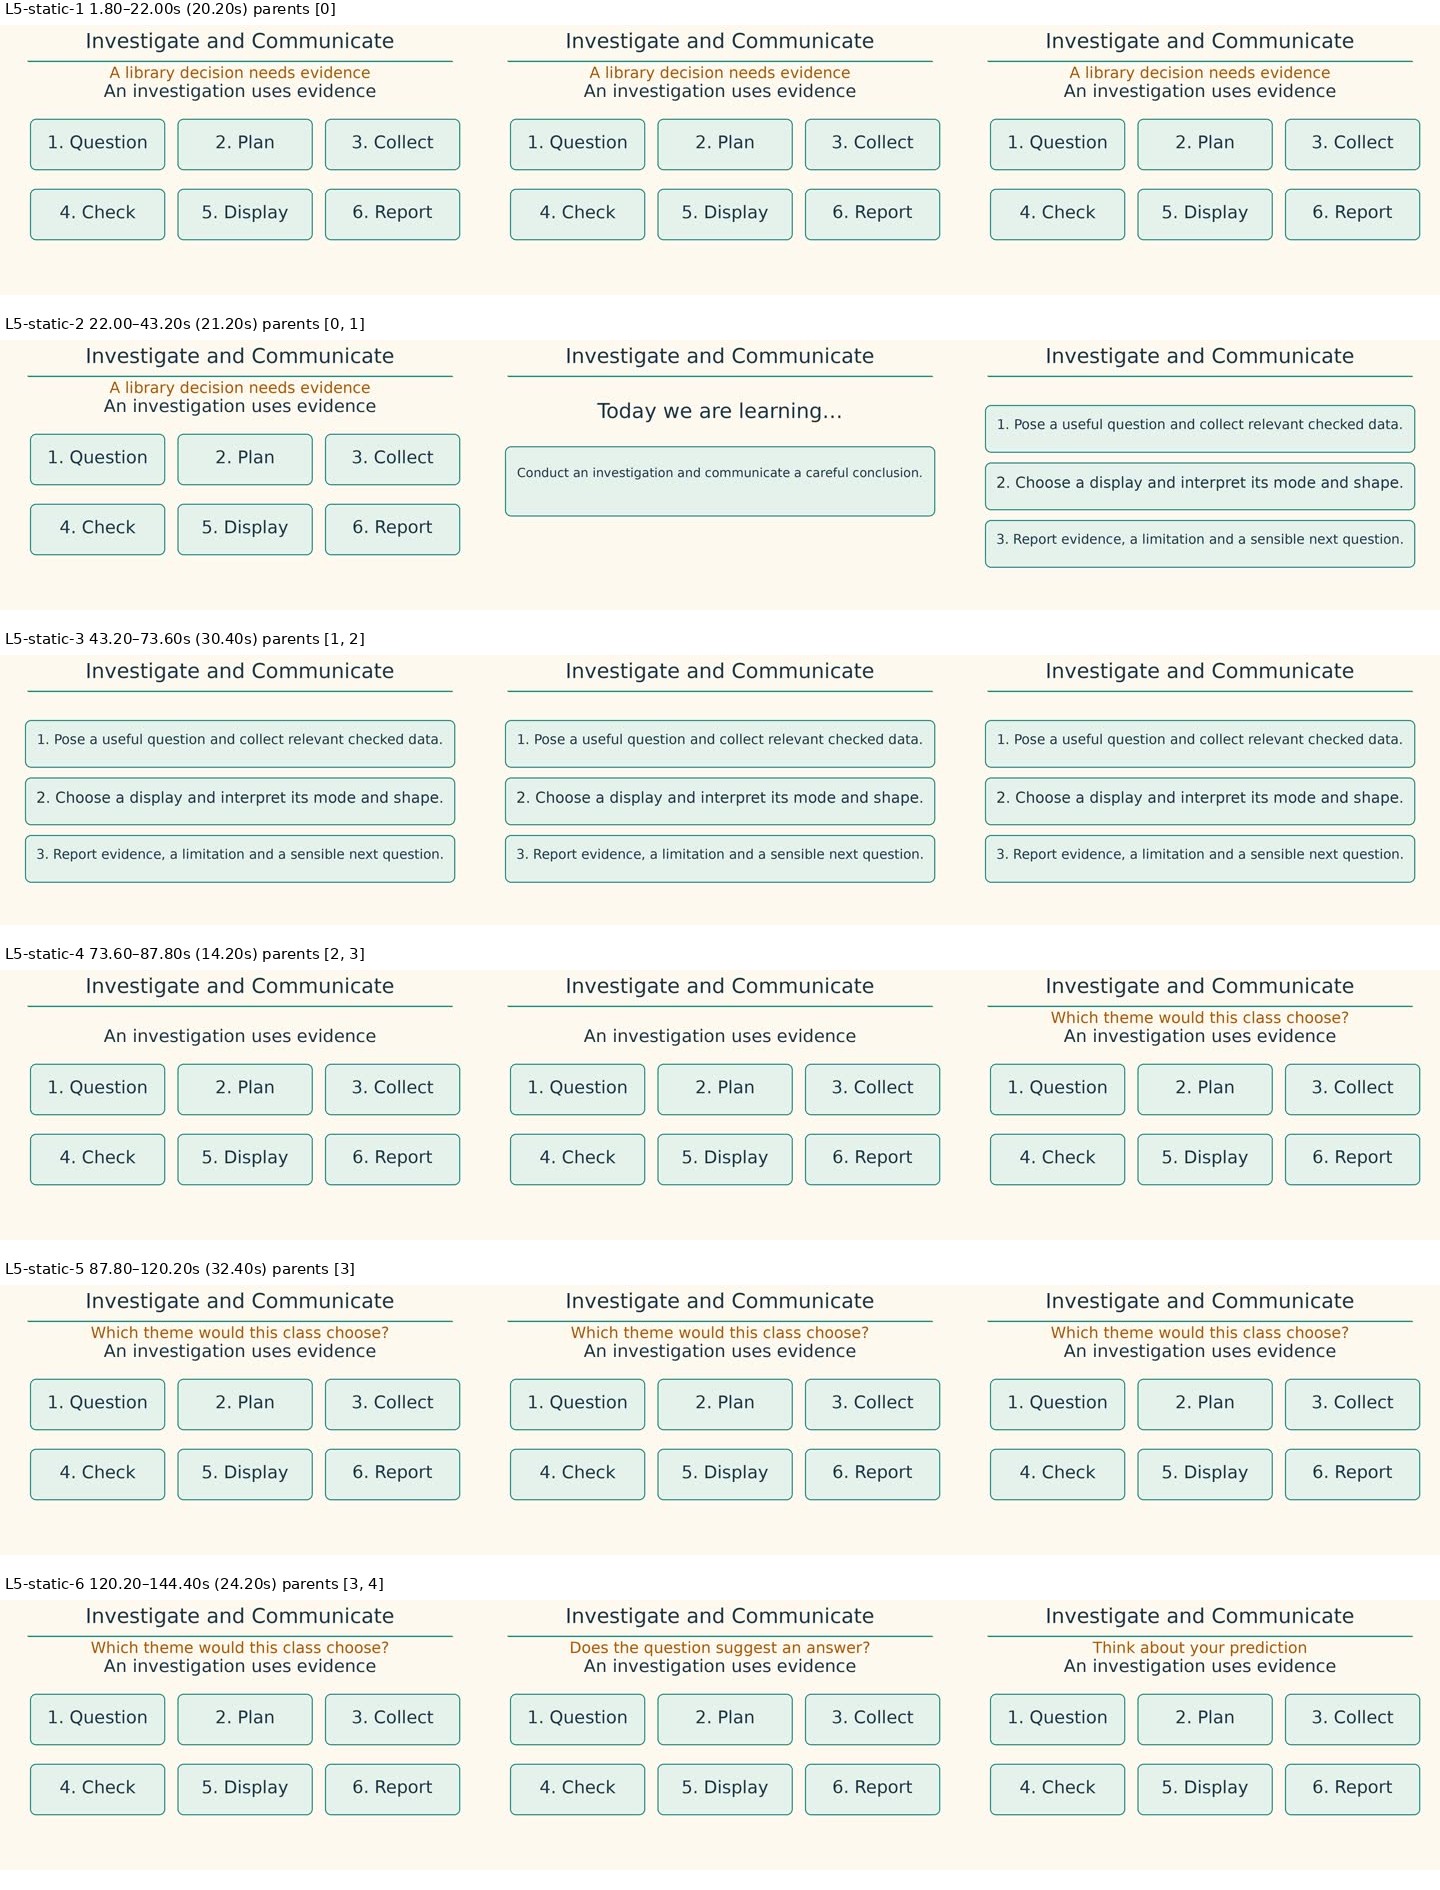 L5-static-1 1.80–22.00s (20.20s) parents [0]
Investigate and Communicate Investigate and Communicate Investigate and Communicate
A library decision needs evidence A library decision needs evidence A library decision needs evidence
An investigation uses evidence An investigation uses evidence An investigation uses evidence
1. Question 2. Plan 3. Collect 1. Question 2. Plan 3. Collect 1. Question 2. Plan 3. Collect
4. Check 5. Display 6. Report 4. Check 5. Display 6. Report 4. Check 5. Display 6. Report
L5-static-2 22.00–43.20s (21.20s) parents [0, 1]
Investigate and Communicate
A library decision needs evidence
An investigation uses evidence
1. Question 2. Plan 3. Collect
4. Check 5. Display 6. Report
Investigate and Communicate
Today we are learning...
Conduct an investigation and communicate a careful conclusion.
Investigate and Communicate
1. Pose a useful question and collect relevant checked data.
2. Choose a display and interpret its mode and shape.
3. Report evidence, a limitation and a sensible next question.
L5-static-3 43.20–73.60s (30.40s) parents [1, 2]
Investigate and Communicate Investigate and Communicate Investigate and Communicate
1. Pose a useful question and collect relevant checked data. 1. Pose a useful question and collect relevant checked data. 1. Pose a useful question and collect relevant checked data.
2. Choose a display and interpret its mode and shape. 2. Choose a display and interpret its mode and shape. 2. Choose a display and interpret its mode and shape.
3. Report evidence, a limitation and a sensible next question. 3. Report evidence, a limitation and a sensible next question. 3. Report evidence, a limitation and a sensible next question.
L5-static-4 73.60–87.80s (14.20s) parents [2, 3]
Investigate and Communicate Investigate and Communicate Investigate and Communicate
Which theme would this class choose?
An investigation uses evidence An investigation uses evidence An investigation uses evidence
1. Question 2. Plan 3. Collect 1. Question 2. Plan 3. Collect 1. Question 2. Plan 3. Collect
4. Check 5. Display 6. Report 4. Check 5. Display 6. Report 4. Check 5. Display 6. Report
L5-static-5 87.80–120.20s (32.40s) parents [3]
Investigate and Communicate Investigate and Communicate Investigate and Communicate
Which theme would this class choose? Which theme would this class choose? Which theme would this class choose?
An investigation uses evidence An investigation uses evidence An investigation uses evidence
1. Question 2. Plan 3. Collect 1. Question 2. Plan 3. Collect 1. Question 2. Plan 3. Collect
4. Check 5. Display 6. Report 4. Check 5. Display 6. Report 4. Check 5. Display 6. Report
L5-static-6 120.20–144.40s (24.20s) parents [3, 4]
Investigate and Communicate Investigate and Communicate Investigate and Communicate
Which theme would this class choose? Does the question suggest an answer? Think about your prediction
An investigation uses evidence An investigation uses evidence An investigation uses evidence
1. Question 2. Plan 3. Collect 1. Question 2. Plan 3. Collect 1. Question 2. Plan 3. Collect
4. Check 5. Display 6. Report 4. Check 5. Display 6. Report 4. Check 5. Display 6. Report